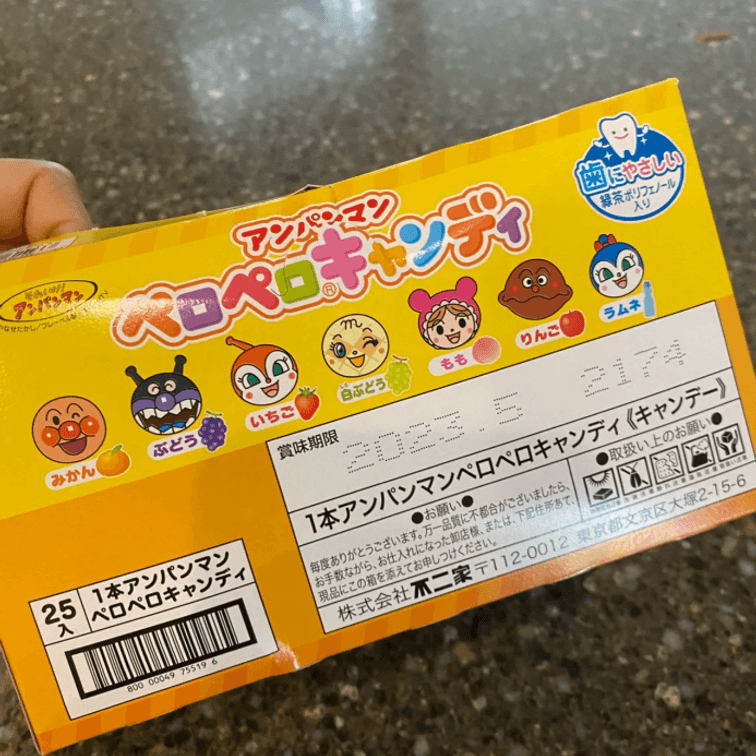 歯にやさしい
緑茶ポリフェノール
入り
それいけ!
アンパンマン
アンパンマン
ペロペロキャンディ®
みかん
ぶどう
いちご
白ぶどう
もも
りんご
ラムネ
賞味期限
2023.5
2174
1本アンパンマンペロペロキャンディ《キャンデー》
●お願い●
毎度ありがとうございます。万一品質に不都合がございましたら、
お手数ながら、お仕入れになった卸店様、または、下記住所あて、
現品にこの箱を添えてお申しつけください。
●取扱い上のお願い●
株式会社不二家 〒112-0012 東京都文京区大塚2-15-6
25
入
1本アンパンマン
ペロペロキャンディ
800 00049 75519 6